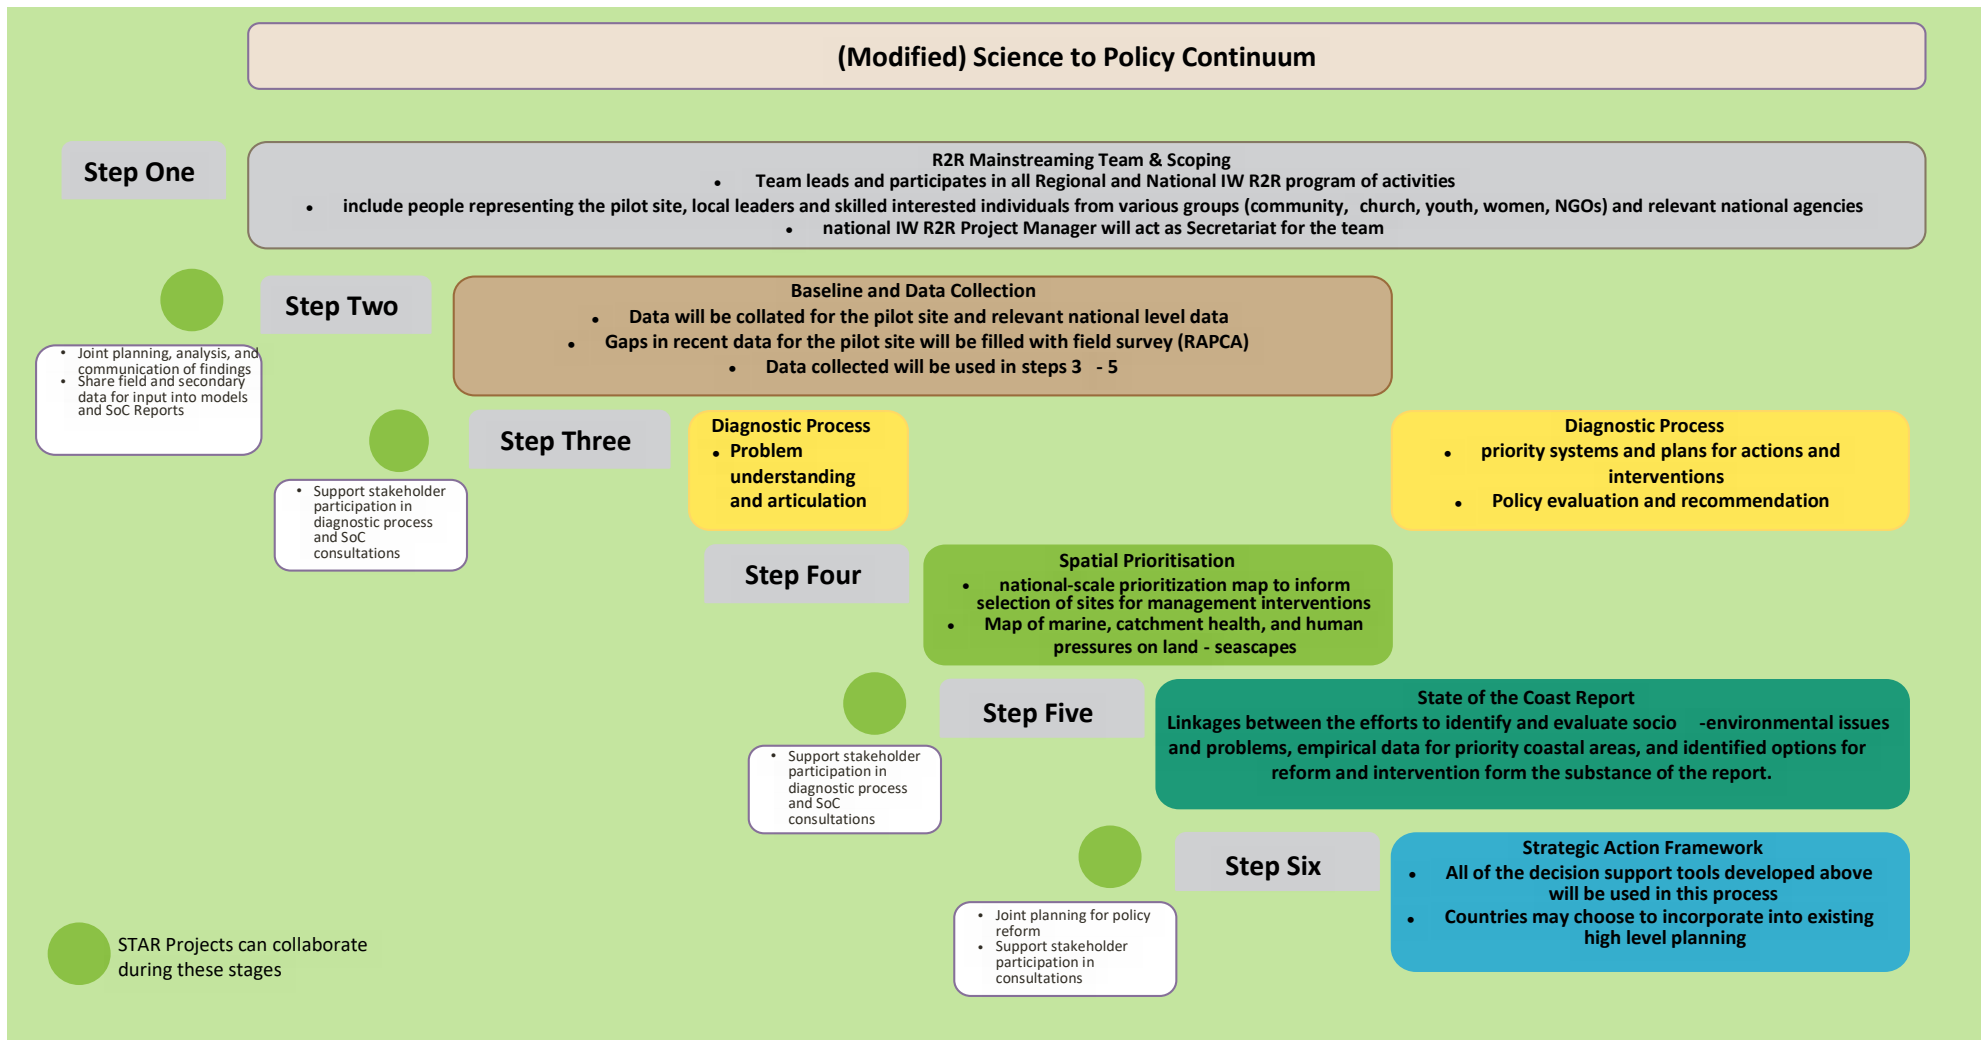 (Modified) Science to Policy Continuum
Step One
R2R Mainstreaming Team & Scoping
• Team leads and participates in all Regional and National IW R2R program of activities
• include people representing the pilot site, local leaders and skilled interested individuals from various groups (community, church, youth, women, NGOs) and relevant national agencies
• national IW R2R Project Manager will act as Secretariat for the team
Step Two
Baseline and Data Collection
• Data will be collated for the pilot site and relevant national level data
• Gaps in recent data for the pilot site will be filled with field survey (RAPCA)
• Data collected will be used in steps 3 - 5
• Joint planning, analysis, and
communication of findings
• Share field and secondary
data for input into models
and SoC Reports
Step Three
Diagnostic Process
• Problem
understanding
and articulation
Diagnostic Process
• priority systems and plans for actions and
interventions
• Policy evaluation and recommendation
• Support stakeholder
participation in
diagnostic process
and SoC
consultations
Step Four
Spatial Prioritisation
• national-scale prioritization map to inform
selection of sites for management interventions
• Map of marine, catchment health, and human
pressures on land - seascapes
Step Five
State of the Coast Report
Linkages between the efforts to identify and evaluate socio -environmental issues
and problems, empirical data for priority coastal areas, and identified options for
reform and intervention form the substance of the report.
• Support stakeholder
participation in
diagnostic process
and SoC
consultations
Step Six
Strategic Action Framework
• All of the decision support tools developed above
will be used in this process
• Countries may choose to incorporate into existing
high level planning
• Joint planning for policy
reform
• Support stakeholder
participation in
consultations
STAR Projects can collaborate
during these stages